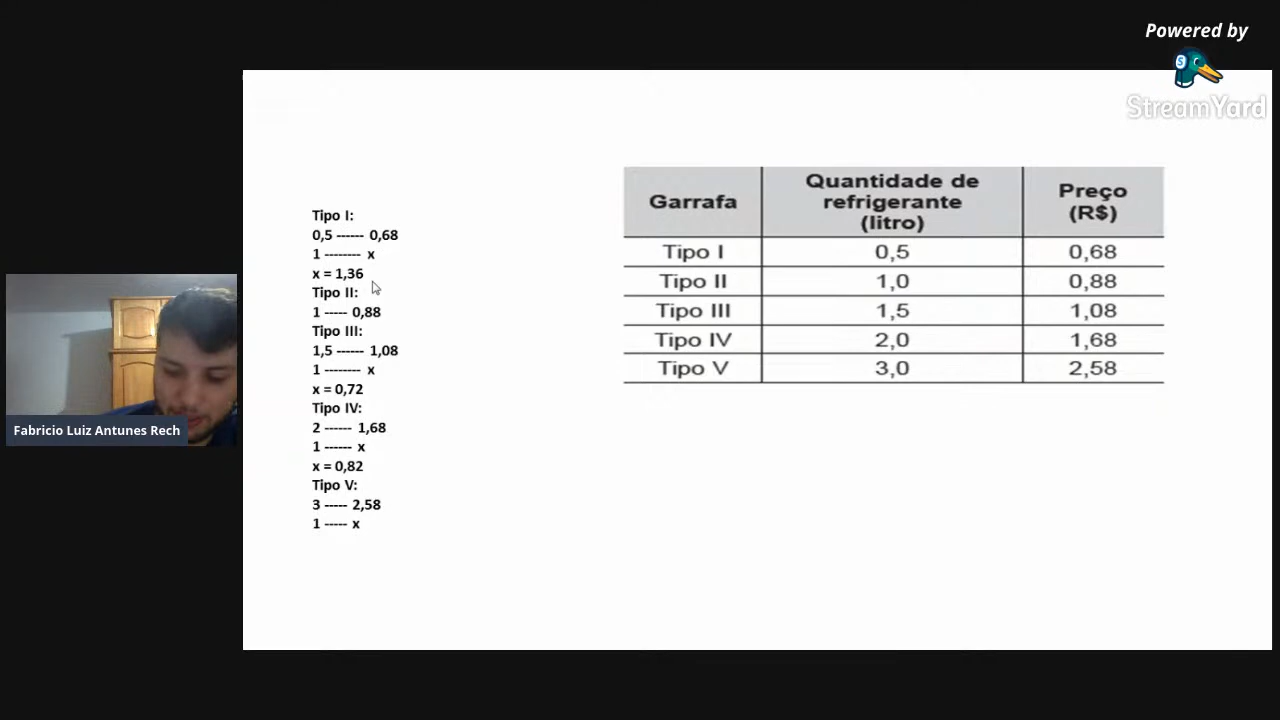 Powered by
StreamYard
Tipo I:
0,5 ------ 0,68
1 -------- x
x = 1,36
Tipo II:
1 ----- 0,88
Tipo III:
1,5 ------ 1,08
1 -------- x
x = 0,72
Tipo IV:
2 ------ 1,68
1 ------ x
x = 0,82
Tipo V:
3 ----- 2,58
1 ----- x
Garrafa Quantidade de refrigerante (litro) Preço (R$)
Tipo I 0,5 0,68
Tipo II 1,0 0,88
Tipo III 1,5 1,08
Tipo IV 2,0 1,68
Tipo V 3,0 2,58
Fabricio Luiz Antunes Rech